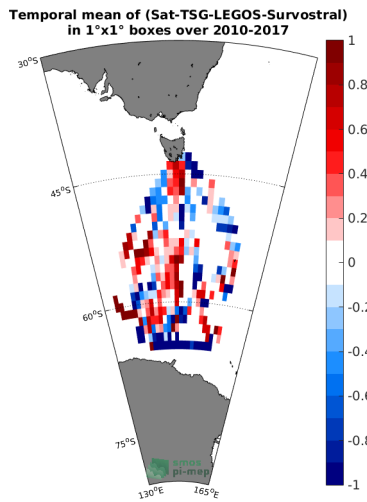 Temporal mean of (Sat-TSG-LEGOS-Survostral)
in 1°x1° boxes over 2010-2017
30°S
45°S
60°S
75°S
130°E
165°E
1
0.8
0.6
0.4
0.2
0
-0.2
-0.4
-0.6
-0.8
-1
smos
pi-mep